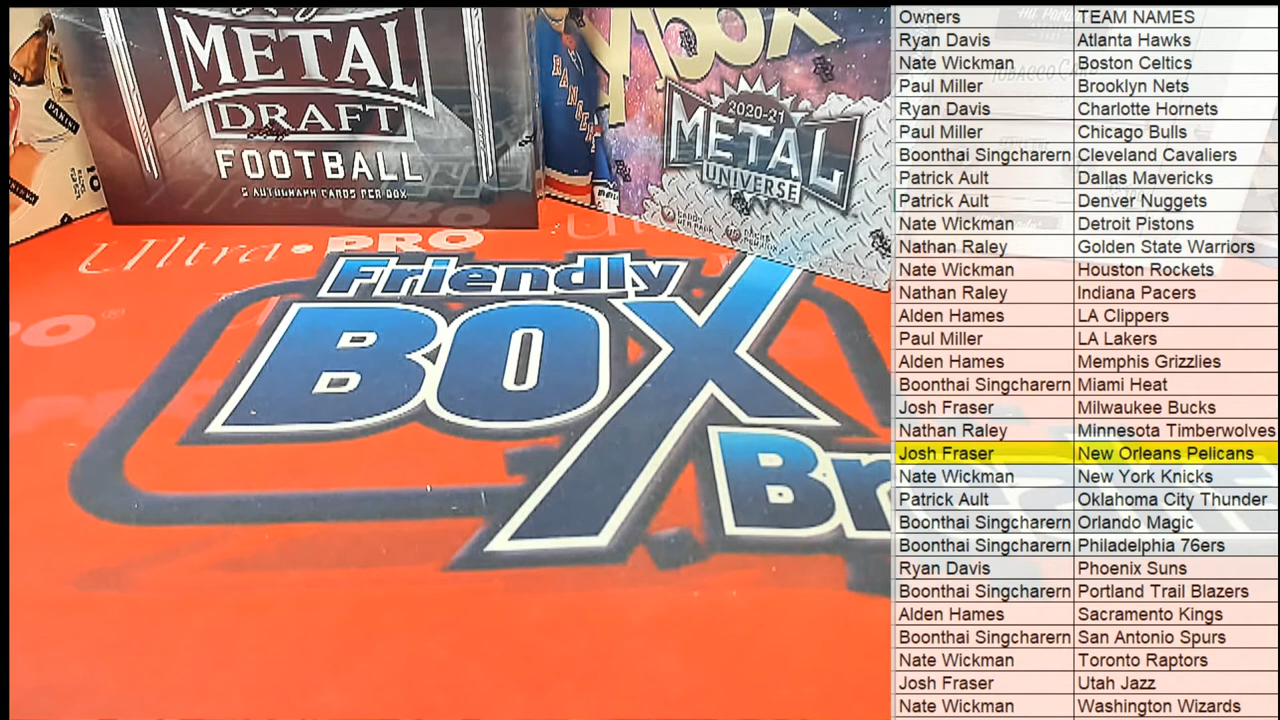 METAL
DRAFT
FOOTBALL
5 AUTOGRAPH CARDS PER BOX
RANGERS
BOX
2020-21
METAL
UNIVERSE
PANINI
Ultra • PRO
PRO®
Friendly
BOX
Br
Owners TEAM NAMES
Ryan Davis Atlanta Hawks
Nate Wickman Boston Celtics
Paul Miller Brooklyn Nets
Ryan Davis Charlotte Hornets
Paul Miller Chicago Bulls
Boonthai Singcharern Cleveland Cavaliers
Patrick Ault Dallas Mavericks
Patrick Ault Denver Nuggets
Nate Wickman Detroit Pistons
Nathan Raley Golden State Warriors
Nate Wickman Houston Rockets
Nathan Raley Indiana Pacers
Alden Hames LA Clippers
Paul Miller LA Lakers
Alden Hames Memphis Grizzlies
Boonthai Singcharern Miami Heat
Josh Fraser Milwaukee Bucks
Nathan Raley Minnesota Timberwolves
Josh Fraser New Orleans Pelicans
Nate Wickman New York Knicks
Patrick Ault Oklahoma City Thunder
Boonthai Singcharern Orlando Magic
Boonthai Singcharern Philadelphia 76ers
Ryan Davis Phoenix Suns
Boonthai Singcharern Portland Trail Blazers
Alden Hames Sacramento Kings
Boonthai Singcharern San Antonio Spurs
Nate Wickman Toronto Raptors
Josh Fraser Utah Jazz
Nate Wickman Washington Wizards